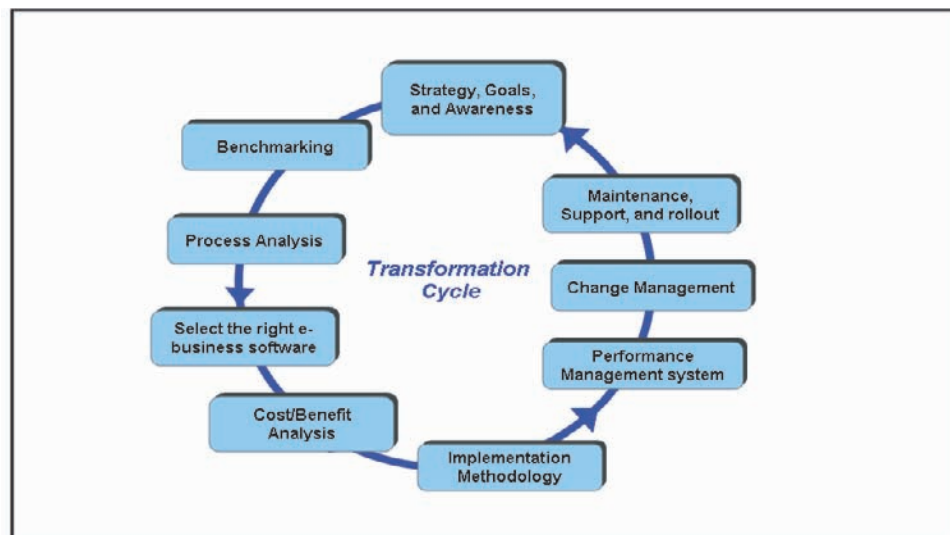 Strategy, Goals,
and Awareness
Benchmarking
Process Analysis
Select the right e-
business software
Cost/Benefit
Analysis
Implementation
Methodology
Performance
Management system
Change Management
Maintenance,
Support, and rollout
Transformation
Cycle